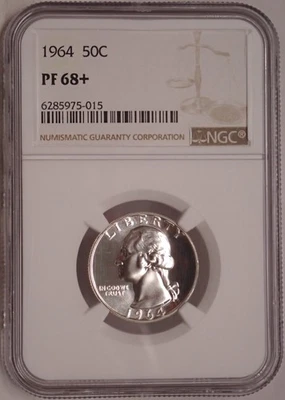 1964 50C
PF 68+
6285975-015
NUMISMATIC GUARANTY CORPORATION
NGC®
LIBERTY
IN GOD WE
TRUST
1964